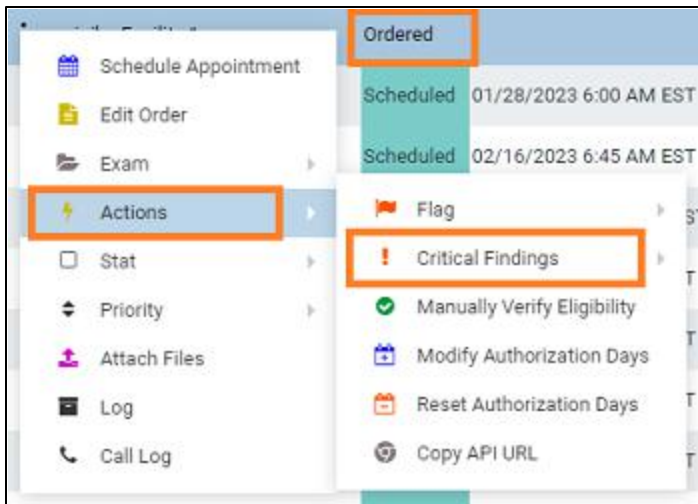 Ordered
Schedule Appointment
Scheduled 01/28/2023 6:00 AM EST
Edit Order
Exam
Scheduled 02/16/2023 6:45 AM EST
Actions
Flag
Stat
Critical Findings
Priority
Manually Verify Eligibility
Attach Files
Modify Authorization Days
Log
Reset Authorization Days
Call Log
Copy API URL